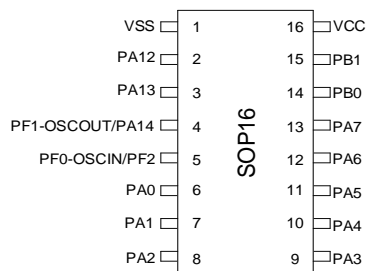 VSS 1 16 VCC
PA12 2 15 PB1
PA13 3 14 PB0
PF1-OSCOUT/PA14 4 13 PA7
PF0-OSCIN/PF2 5 12 PA6
PA0 6 11 PA5
PA1 7 10 PA4
PA2 8 9 PA3
SOP16